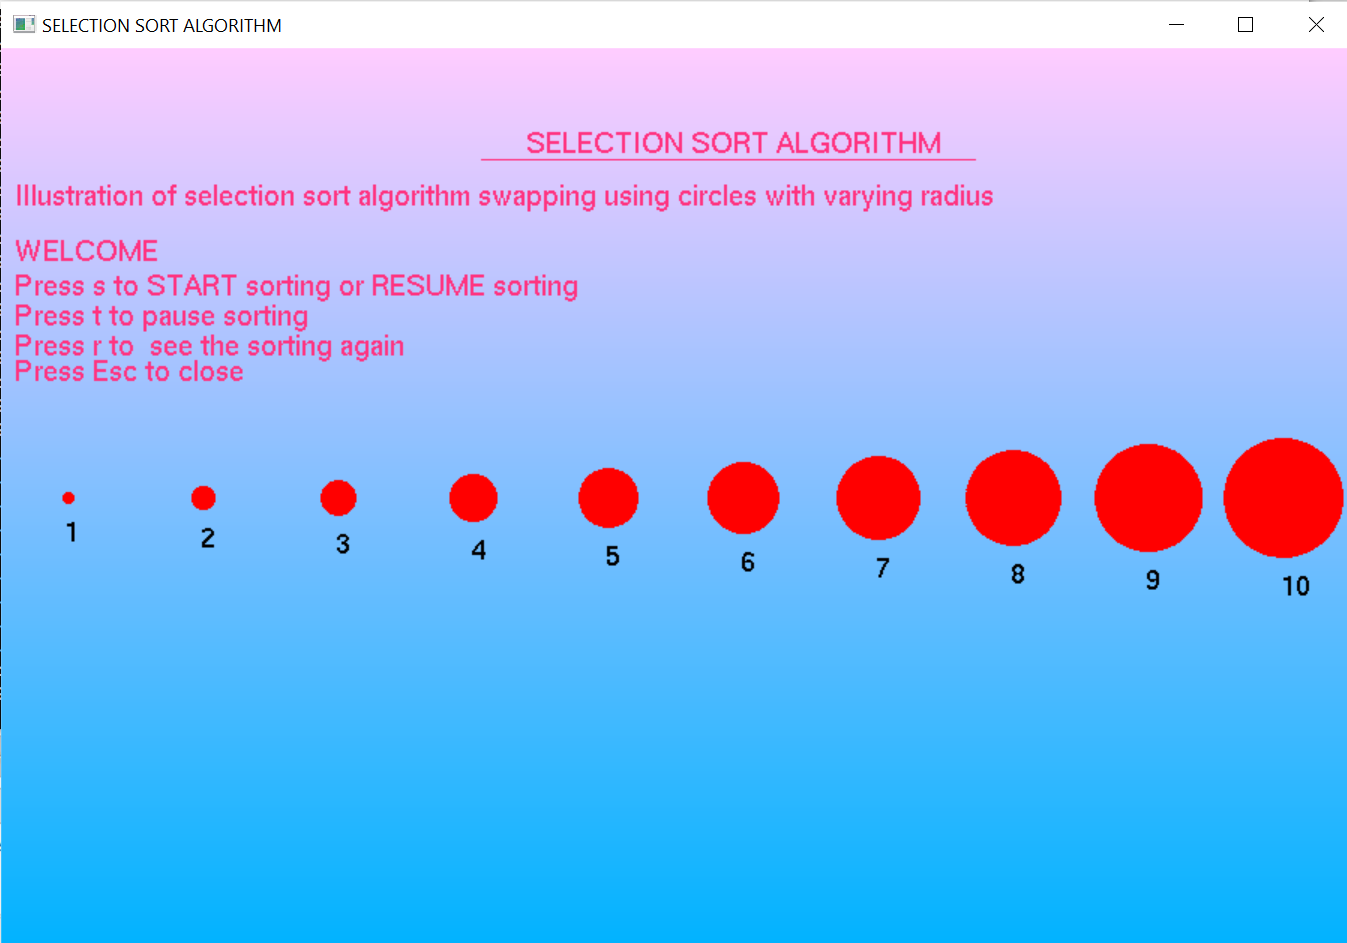 SELECTION SORT ALGORITHM
SELECTION SORT ALGORITHM
Illustration of selection sort algorithm swapping using circles with varying radius
WELCOME
Press s to START sorting or RESUME sorting
Press t to pause sorting
Press r to  see the sorting again
Press Esc to close
1 2 3 4 5 6 7 8 9 10